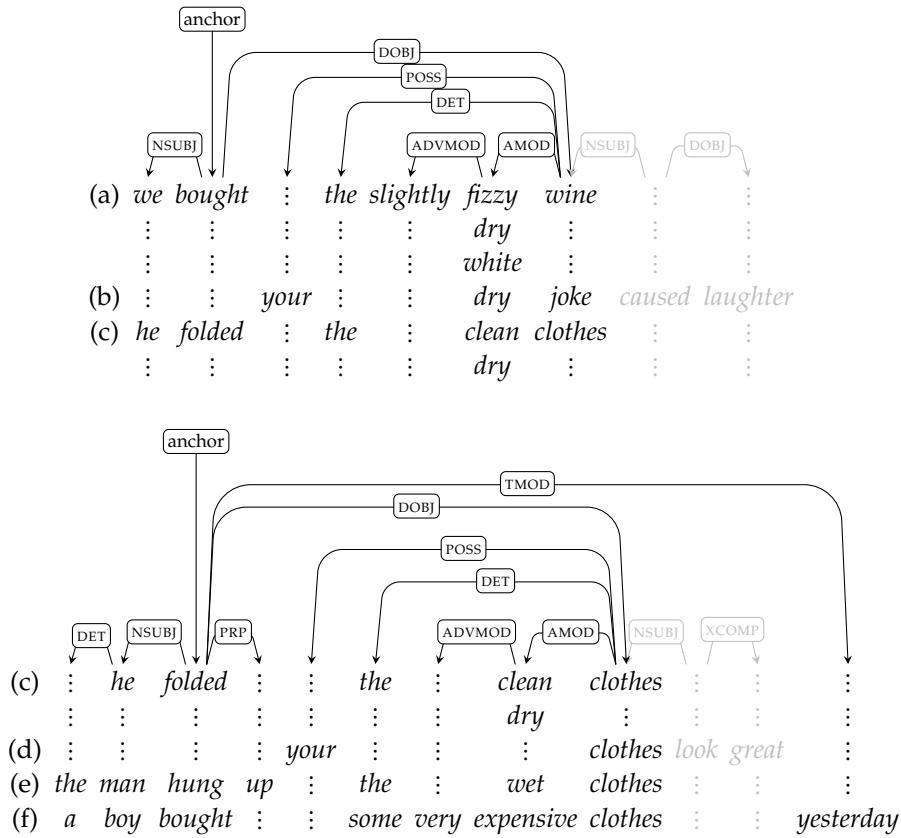 anchor
DOBJ
POSS
DET
NSUBJ ADVMOD AMOD NSUBJ DOBJ
(a) we bought ⋮ the slightly fizzy wine ⋮ ⋮
⋮ ⋮ ⋮ ⋮ ⋮ dry ⋮ ⋮ ⋮
⋮ ⋮ ⋮ ⋮ ⋮ white ⋮ ⋮ ⋮
(b) ⋮ ⋮ your ⋮ ⋮ dry joke caused laughter
(c) he folded ⋮ the ⋮ clean clothes ⋮ ⋮
⋮ ⋮ ⋮ ⋮ ⋮ dry ⋮ ⋮ ⋮
anchor
TMOD
DOBJ
POSS
DET
DET NSUBJ PRP ADVMOD AMOD NSUBJ XCOMP
(c) ⋮ he folded ⋮ ⋮ the ⋮ clean clothes ⋮ ⋮ ⋮
⋮ ⋮ ⋮ ⋮ ⋮ ⋮ ⋮ dry ⋮ ⋮ ⋮ ⋮
(d) ⋮ ⋮ ⋮ ⋮ your ⋮ ⋮ ⋮ clothes look great ⋮
(e) the man hung up ⋮ the ⋮ wet clothes ⋮ ⋮ ⋮
(f) a boy bought ⋮ ⋮ some very expensive clothes ⋮ ⋮ yesterday